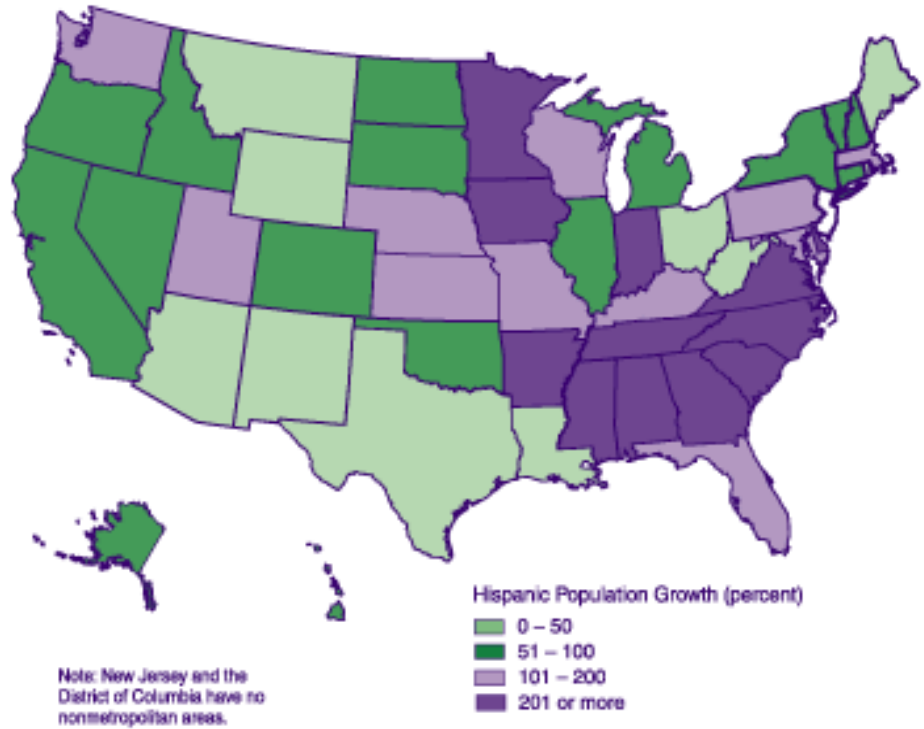 Hispanic Population Growth (percent)
0 – 50
51 – 100
101 – 200
201 or more
Note: New Jersey and the
District of Columbia have no
nonmetropolitan areas.